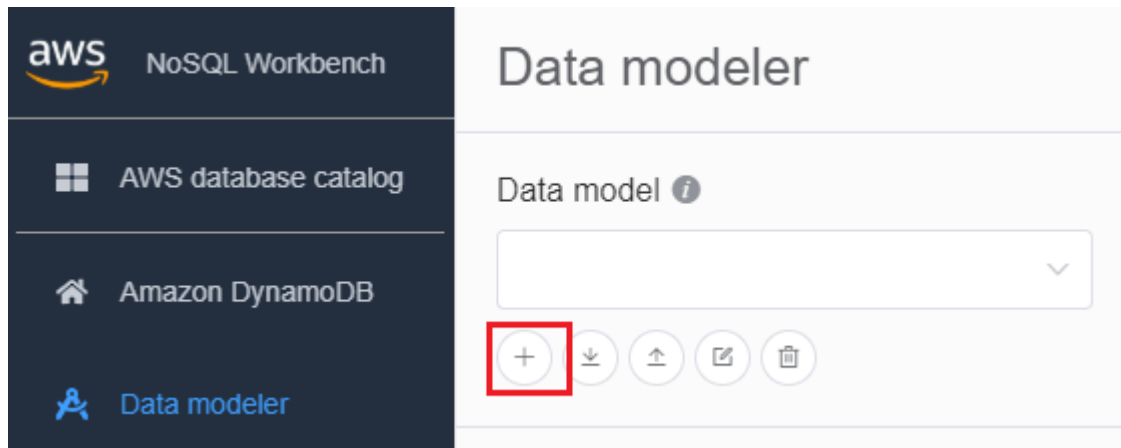 aws NoSQL Workbench
AWS database catalog
Amazon DynamoDB
Data modeler
Data modeler
Data model i